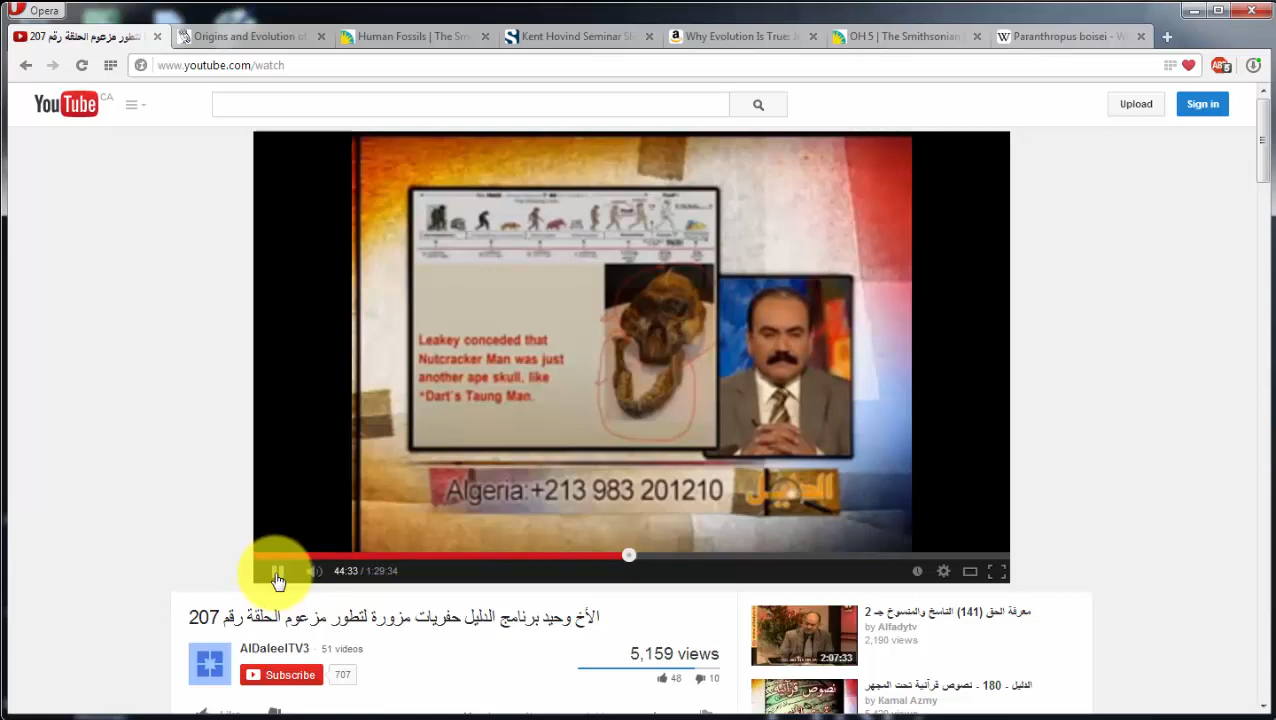 Opera
لتطور مزعوم الحلقة رقم 207
Origins and Evolution of
Human Fossils | The Sm
Kent Hovind Seminar Sl
Why Evolution Is True: J
OH 5 | The Smithsonian
Paranthropus boisei - W
www.youtube.com/watch
YouTube CA
Upload
Sign in
Leakey conceded that
Nutcracker Man was just
another ape skull, like
"Dart's Taung Man.
Algeria:+213 983 201210
الدليل
44:33 / 1:29:34
الأخ وحيد برنامج الدليل حفريات مزورة لتطور مزعوم الحلقة رقم 207
AlDaleelTV3 · 51 videos
Subscribe 707
5,159 views
48 10
معرفة الحق (141) الناسخ والمنسوخ جـ 2
by Alfadytv
2,190 views
2:07:33
الدليل - 180 - نصوص قرآنية تحت المجهر
by Kamal Azmy